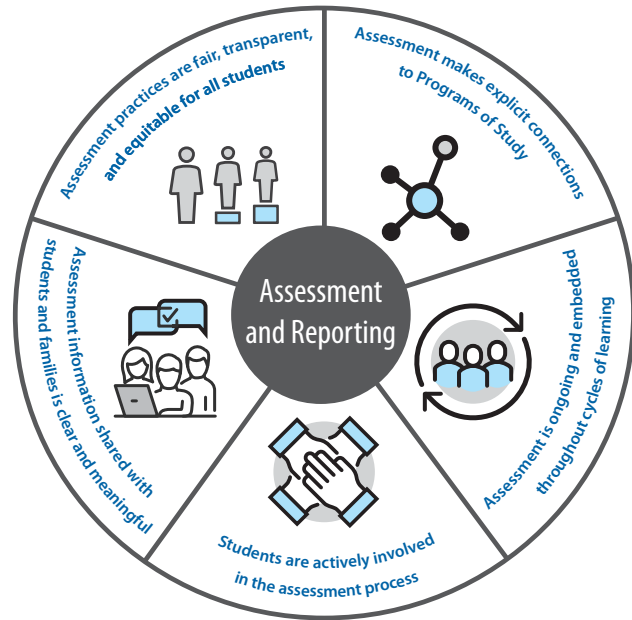 Assessment practices are fair, transparent,
and equitable for all students
Assessment makes explicit connections
to Programs of Study
Assessment is ongoing and embedded
throughout cycles of learning
Students are actively involved
in the assessment process
Assessment information shared with
students and families is clear and meaningful
Assessment
and Reporting